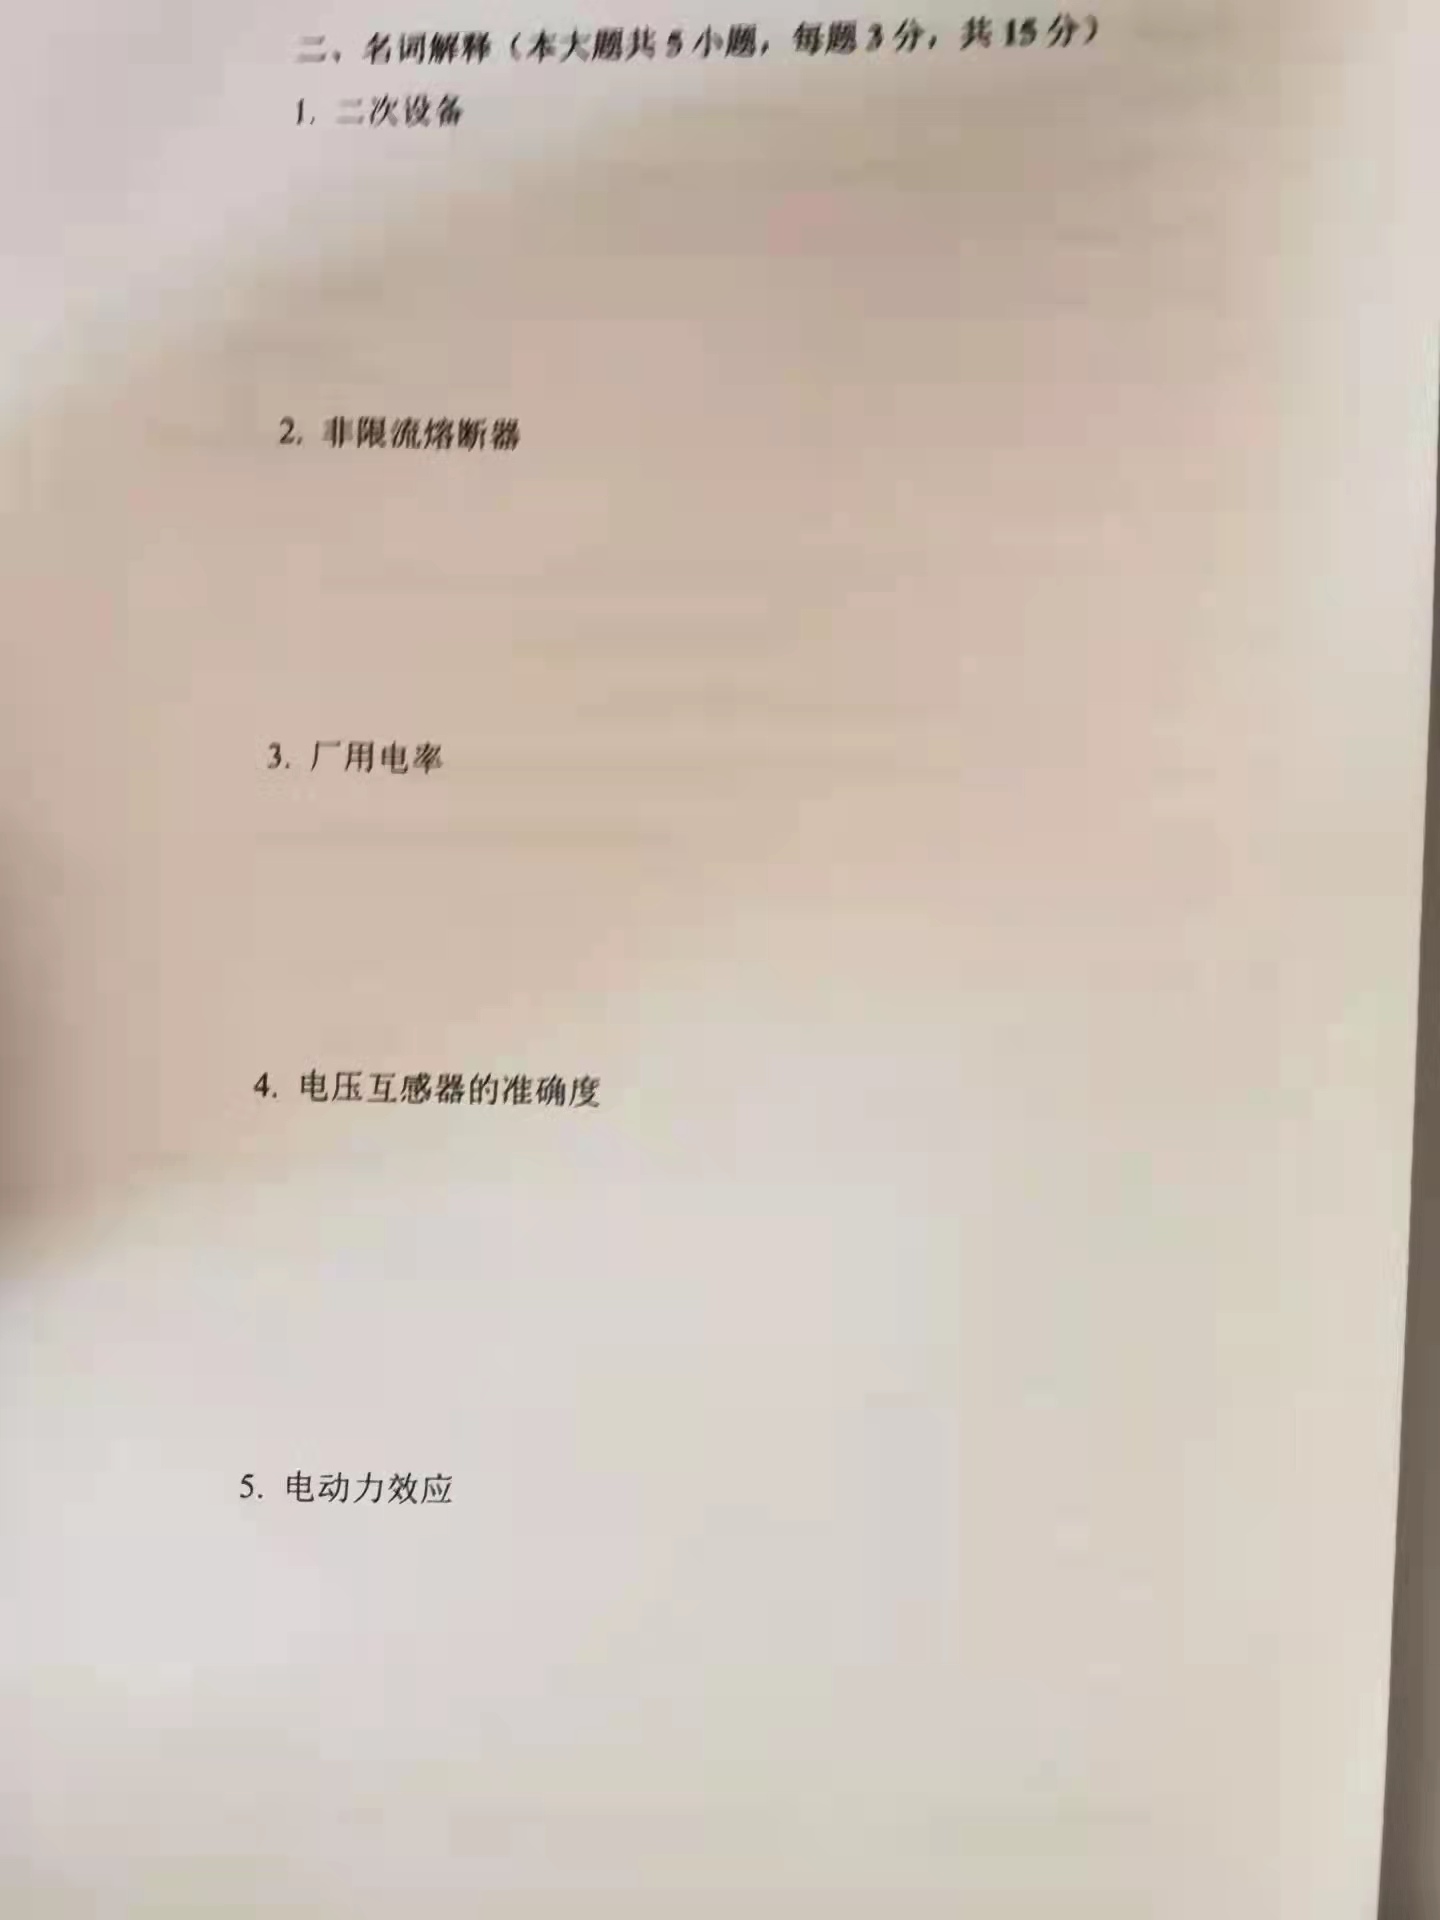 二、名词解释（本大题共5小题，每题3分，共15分）
1. 二次设备
2. 非限流熔断器
3. 厂用电率
4. 电压互感器的准确度
5. 电动力效应